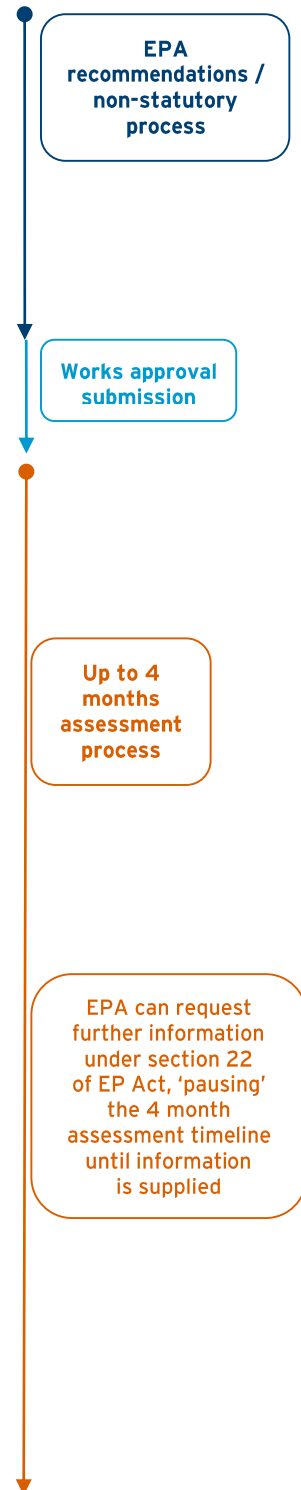 EPA
recommendations /
non-statutory
process
Works approval
submission
Up to 4
months
assessment
process
EPA can request
further information
under section 22
of EP Act, ‘pausing’
the 4 month
assessment timeline
until information
is supplied